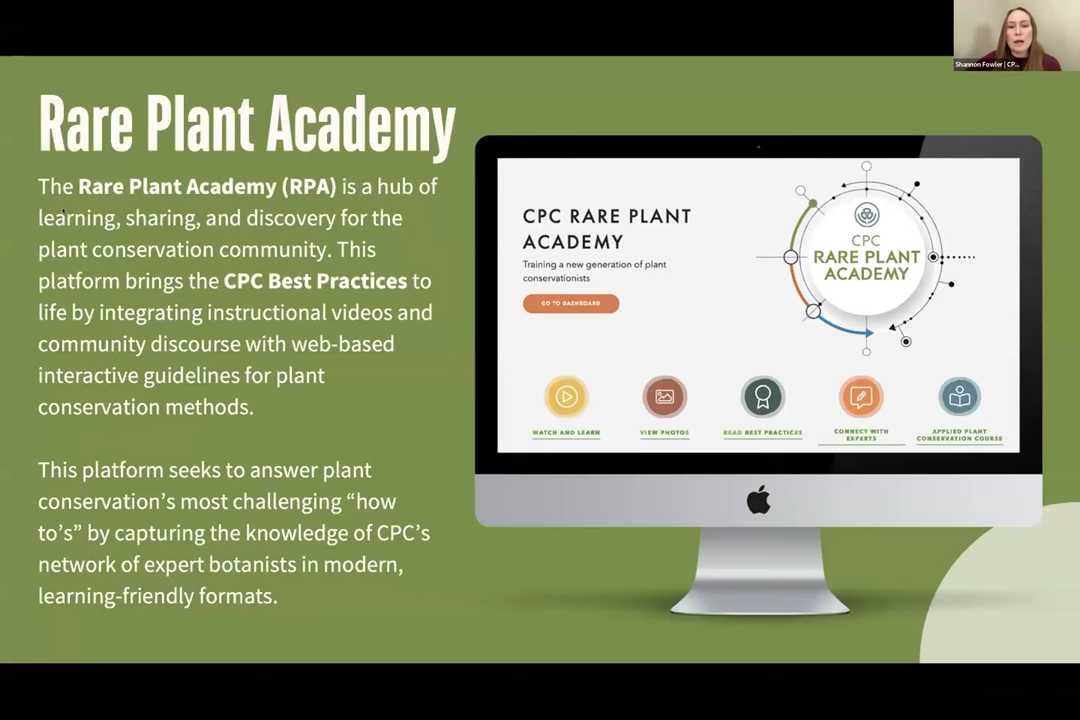 Shannon Fowler | CP...
Rare Plant Academy
The Rare Plant Academy (RPA) is a hub of
learning, sharing, and discovery for the
plant conservation community. This
platform brings the CPC Best Practices to
life by integrating instructional videos and
community discourse with web-based
interactive guidelines for plant
conservation methods.
This platform seeks to answer plant
conservation’s most challenging “how
to’s” by capturing the knowledge of CPC’s
network of expert botanists in modern,
learning-friendly formats.
CPC RARE PLANT
ACADEMY
Training a new generation of plant
conservationists
GO TO DASHBOARD
CPC
RARE PLANT
ACADEMY
WATCH AND LEARN
VIEW PHOTOS
READ BEST PRACTICES
CONNECT WITH
EXPERTS
APPLIED PLANT
CONSERVATION COURSE